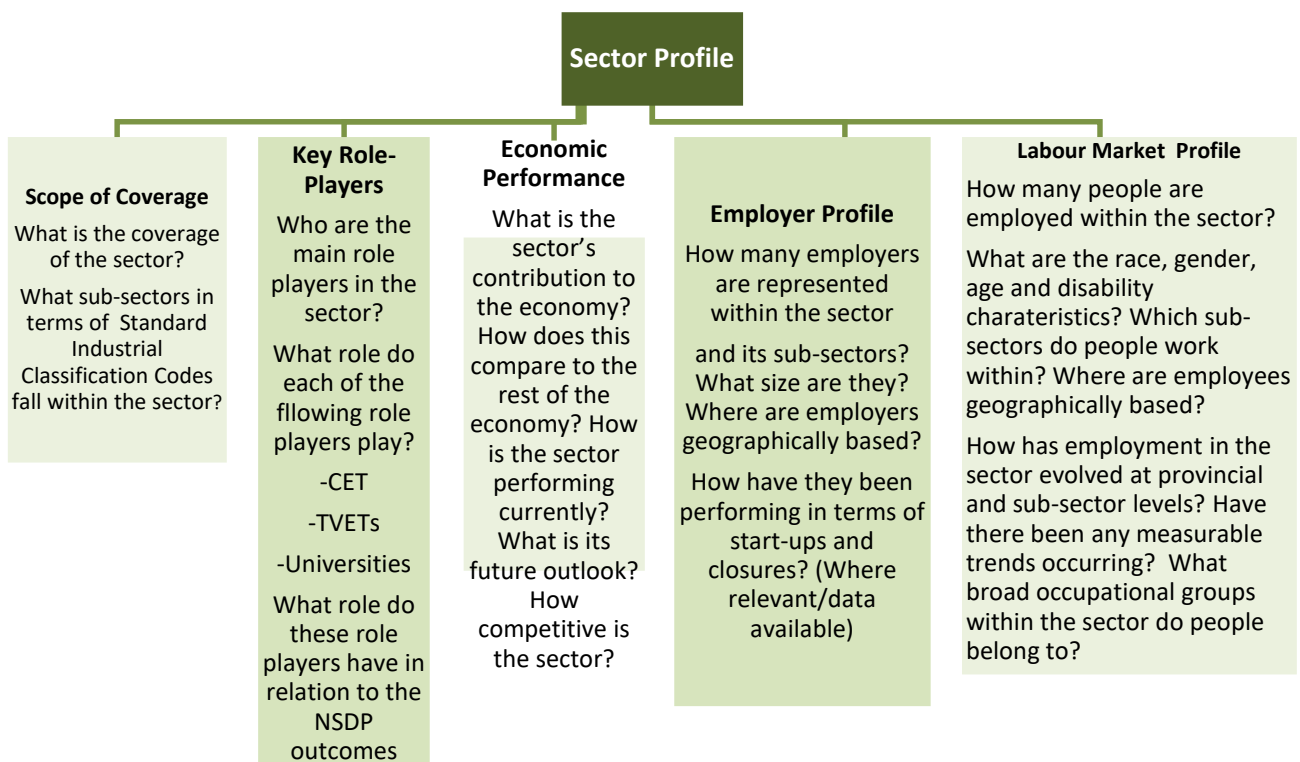 Sector Profile
Scope of Coverage
What is the coverage
of the sector?
What sub-sectors in
terms of Standard
Industrial
Classification Codes
fall within the sector?
Key Role-
Players
Who are the
main role
players in the
sector?
What role do
each of the
fllowing role
players play?
-CET
-TVETs
-Universities
What role do
these role
players have in
relation to the
NSDP
outcomes
Economic
Performance
What is the
sector’s
contribution to
the economy?
How does this
compare to the
rest of the
economy? How
is the sector
performing
currently?
What is its
future outlook?
How
competitive is
the sector?
Employer Profile
How many employers
are represented
within the sector
and its sub-sectors?
What size are they?
Where are employers
geographically based?
How have they been
performing in terms of
start-ups and
closures? (Where
relevant/data
available)
Labour Market Profile
How many people are
employed within the sector?
What are the race, gender,
age and disability
charateristics? Which sub-
sectors do people work
within? Where are employees
geographically based?
How has employment in the
sector evolved at provincial
and sub-sector levels? Have
there been any measurable
trends occurring? What
broad occupational groups
within the sector do people
belong to?